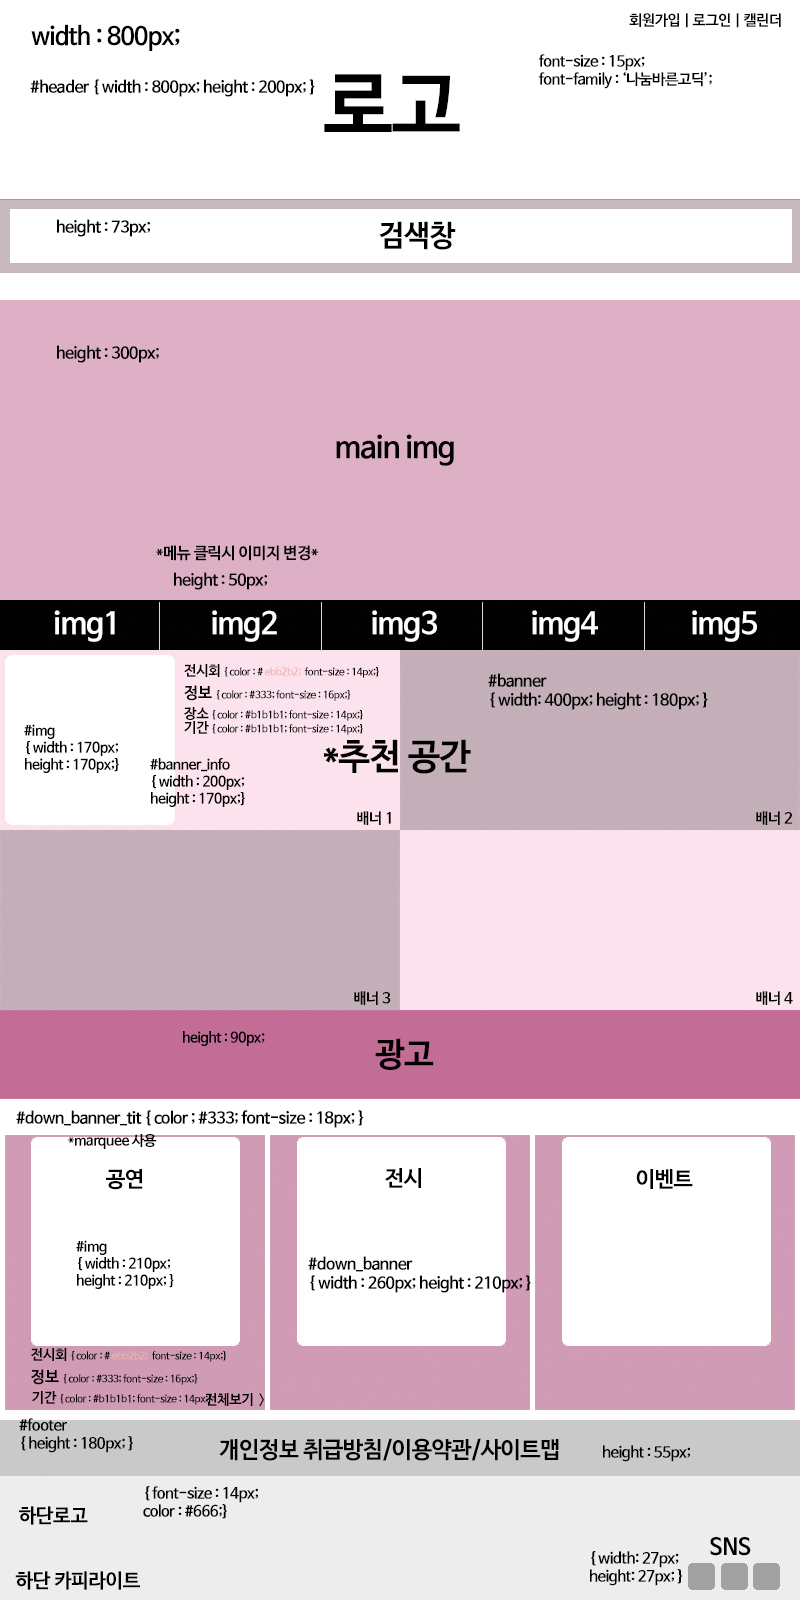 width : 800px;
회원가입 | 로그인 | 캘린더
#header { width : 800px; height : 200px; }
로고
font-size : 15px;
font-family : ‘나눔바른고딕’;
height : 73px;
검색창
height : 300px;
main img
*메뉴 클릭시 이미지 변경*
height : 50px;
img1
img2
img3
img4
img5
#img
{ width : 170px;
height : 170px;}
전시회 { color : # ebb2b2; font-size : 14px;}
정보 { color : #333; font-size : 16px;}
장소 { color : #b1b1b1; font-size : 14px;}
기간 { color : #b1b1b1; font-size : 14px;}
#banner_info
{ width : 200px;
height : 170px;}
배너 1
#banner
{ width: 400px; height : 180px; }
*추천 공간
배너 2
배너 3
배너 4
height : 90px;
광고
#down_banner_tit { color ; #333; font-size : 18px; }
*marquee 사용
공연
#img
{ width : 210px;
height : 210px; }
전시회 { color : # ebb2b2; font-size : 14px;}
정보 { color : #333; font-size : 16px;}
기간 { color : #b1b1b1; font-size : 14px
전체보기 〉
전시
#down_banner
{ width : 260px; height : 210px; }
이벤트
#footer
{ height : 180px; }
개인정보 취급방침/이용약관/사이트맵
height : 55px;
하단로고
{ font-size : 14px;
color : #666;}
하단 카피라이트
SNS
{ width: 27px;
height: 27px; }